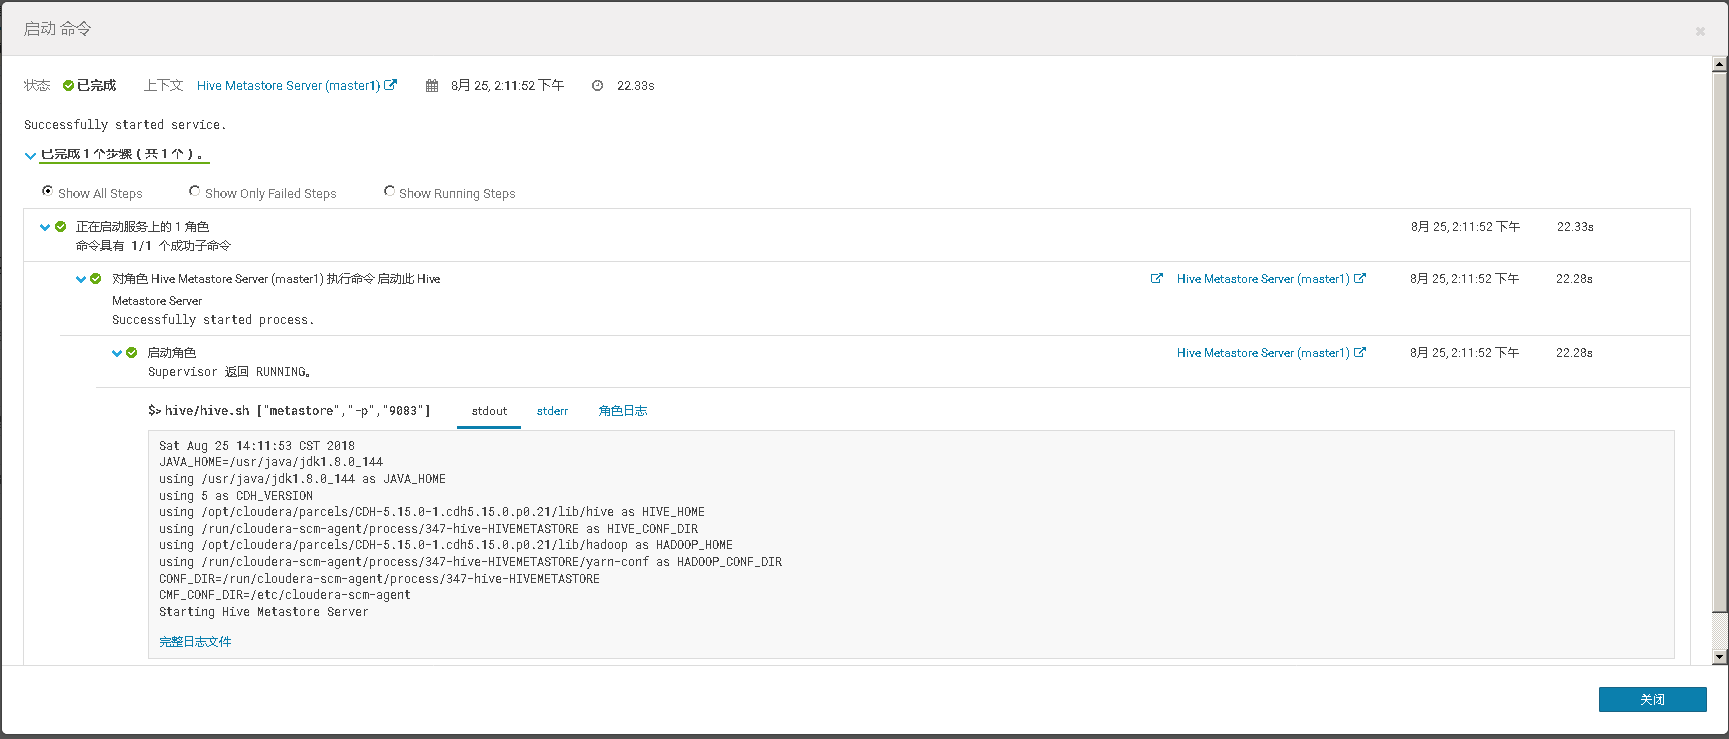 启动 命令
状态 已完成 上下文 Hive Metastore Server (master1) 8月 25, 2:11:52 下午 22.33s
Successfully started service.
已完成 1 个步骤（共 1 个）。
Show All Steps Show Only Failed Steps Show Running Steps
正在启动服务上的 1 角色 8月 25, 2:11:52 下午 22.33s
命令具有 1/1 个成功子命令
对角色 Hive Metastore Server (master1) 执行命令 启动此 Hive Hive Metastore Server (master1) 8月 25, 2:11:52 下午 22.28s
Metastore Server
Successfully started process.
启动角色 Hive Metastore Server (master1) 8月 25, 2:11:52 下午 22.28s
Supervisor 返回 RUNNING。
$> hive/hive.sh ["metastore","-p","9083"] stdout stderr 角色日志
Sat Aug 25 14:11:53 CST 2018
JAVA_HOME=/usr/java/jdk1.8.0_144
using /usr/java/jdk1.8.0_144 as JAVA_HOME
using 5 as CDH_VERSION
using /opt/cloudera/parcels/CDH-5.15.0-1.cdh5.15.0.p0.21/lib/hive as HIVE_HOME
using /run/cloudera-scm-agent/process/347-hive-HIVEMETASTORE as HIVE_CONF_DIR
using /opt/cloudera/parcels/CDH-5.15.0-1.cdh5.15.0.p0.21/lib/hadoop as HADOOP_HOME
using /run/cloudera-scm-agent/process/347-hive-HIVEMETASTORE/yarn-conf as HADOOP_CONF_DIR
CONF_DIR=/run/cloudera-scm-agent/process/347-hive-HIVEMETASTORE
CMF_CONF_DIR=/etc/cloudera-scm-agent
Starting Hive Metastore Server
完整日志文件
关闭